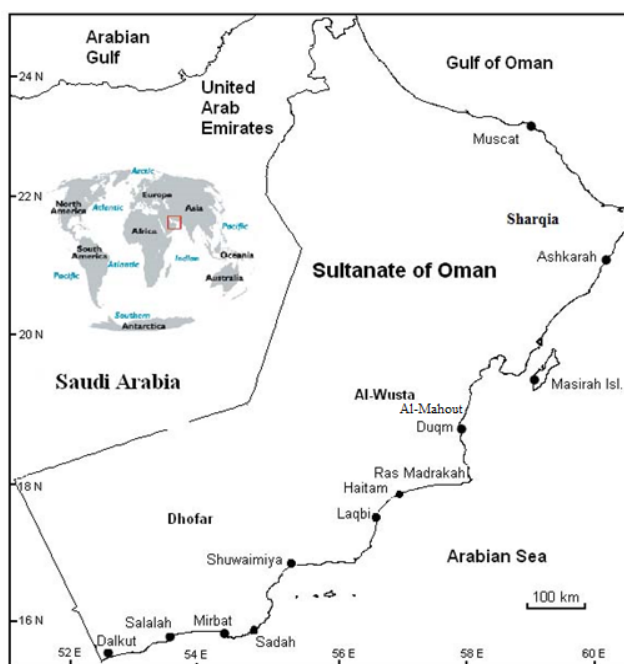 Arabian
Gulf
Gulf of Oman
24 N
United
Arab
Emirates
Muscat
Arctic
Europe
North
America
Atlantic
Asia
Pacific
Africa
South
America
Pacific
Atlantic
Indian
Oceania
Australia
Southern
Antarctica
22 N
Sharqia
Ashkarah
Sultanate of Oman
20 N
Saudi Arabia
Masirah Isl.
Al-Wusta
Al-Mahout
Duqm
Ras Madrakah
18 N
Haitam
Laqbi
Dhofar
Shuwaimiya
Arabian Sea
100 km
16 N
Salalah
Mirbat
Sadah
Dalkut
52 E
54 E
56 E
58 E
60 E